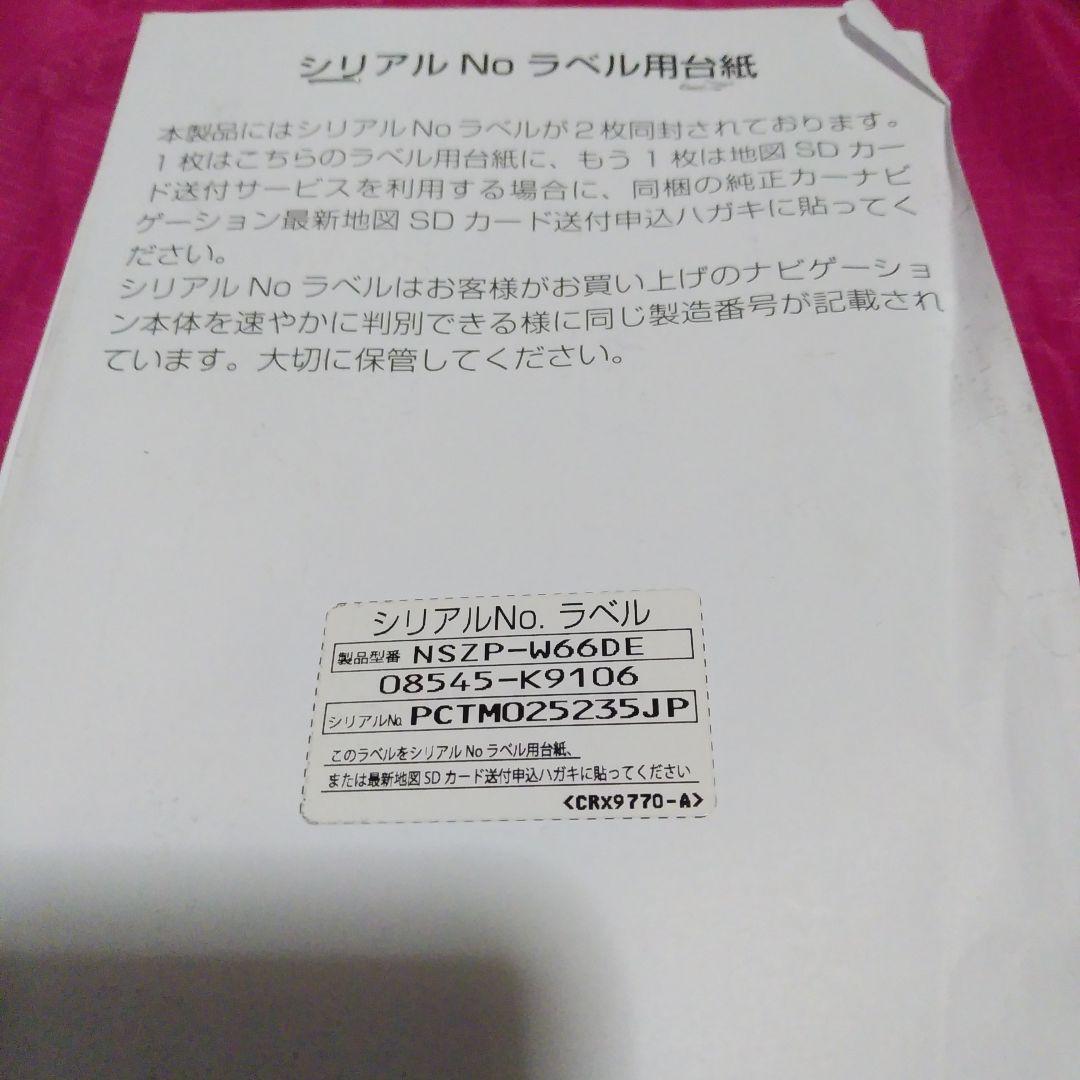 シリアル No ラベル用台紙
本製品にはシリアル No ラベルが２枚同封されております。
１枚はこちらのラベル用台紙に、もう１枚は地図 SD カー
ド送付サービスを利用する場合に、同梱の純正カーナビ
ゲーション最新地図 SD カード送付申込ハガキに貼ってく
ださい。
シリアル No ラベルはお客様がお買い上げのナビゲーショ
ン本体を速やかに判別できる様に同じ製造番号が記載され
ています。大切に保管してください。
シリアルNo. ラベル
製品型番 NSZP-W66DE
08545-K9106
シリアルNo. PCTM025235JP
このラベルをシリアル No ラベル用台紙、
または最新地図 SD カード送付申込ハガキに貼ってください
<CRX9770-A>